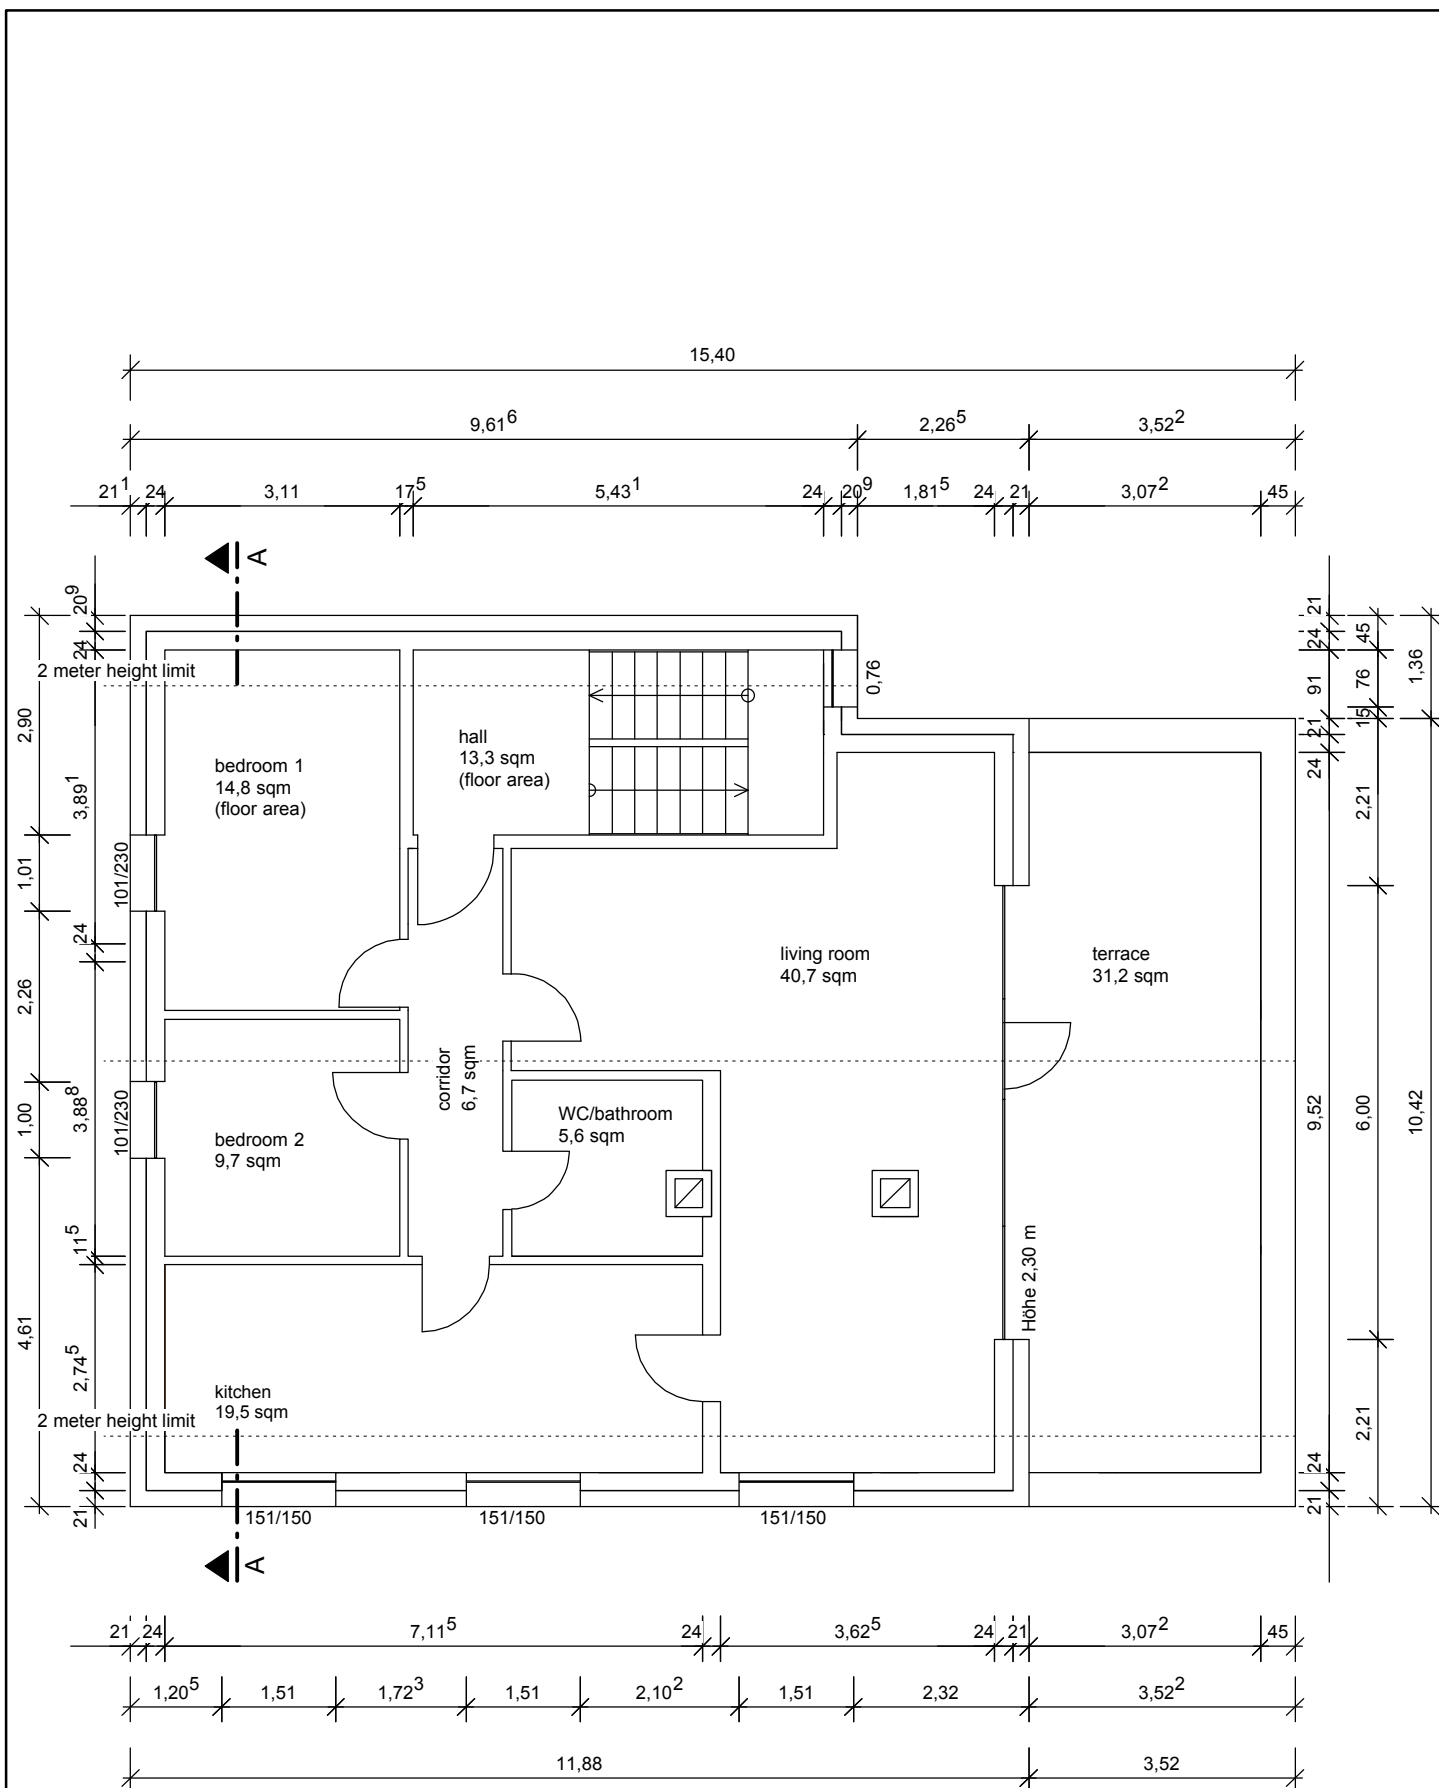 15,40
9,61⁶ 2,26⁵ 3,52²
21¹ 24 3,11 17⁵ 5,43¹ 24 20⁹ 1,81⁵ 24 21 3,07² 45
A
20⁹
24
2 meter height limit
2,90
3,89¹
1,01
101/230
24
2,26
3,88⁸
1,00
101/230
11⁵
4,61
2,74⁵
2 meter height limit
24
21
bedroom 1
14,8 sqm
(floor area)
hall
13,3 sqm
(floor area)
0,76
living room
40,7 sqm
terrace
31,2 sqm
corridor
6,7 sqm
WC/bathroom
5,6 sqm
bedroom 2
9,7 sqm
Höhe 2,30 m
kitchen
19,5 sqm
21
24
91
21
24
9,52
24
21
45
76
15
2,21
6,00
2,21
1,36
10,42
151/150 151/150 151/150
A
21 24 7,11⁵ 24 3,62⁵ 24 21 3,07² 45
1,20⁵ 1,51 1,72³ 1,51 2,10² 1,51 2,32 3,52²
11,88 3,52